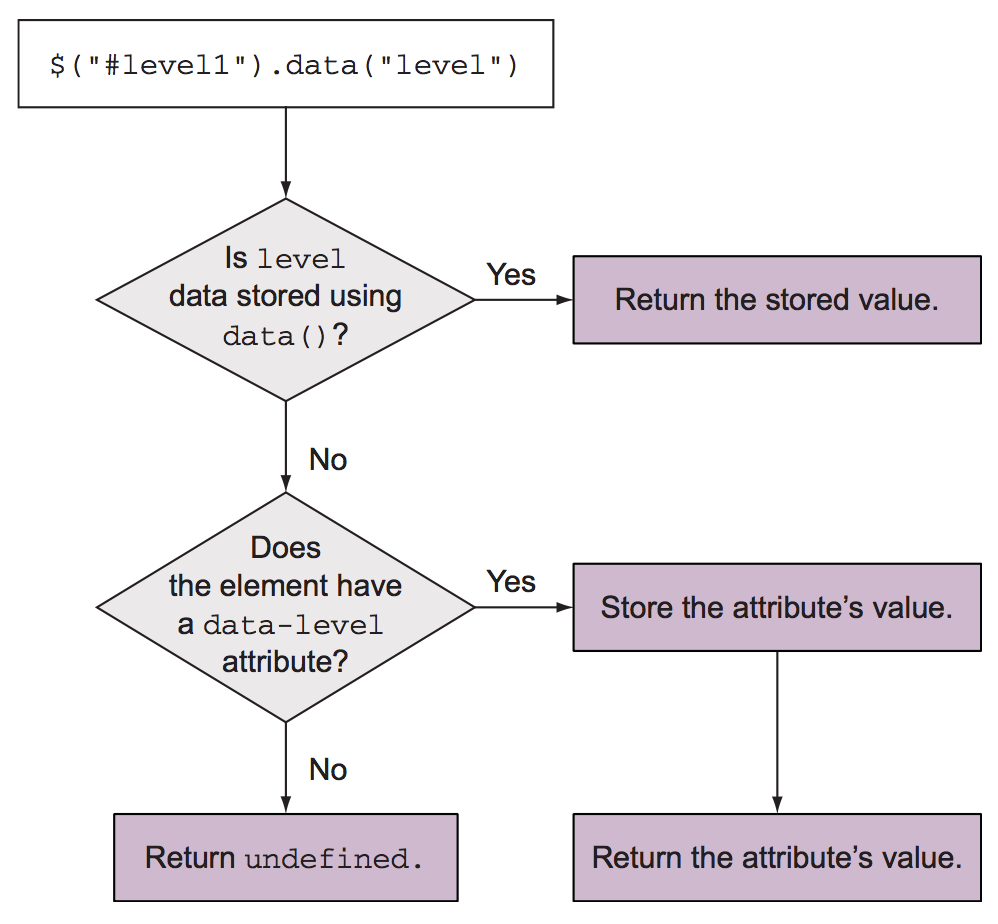 $("#level1").data("level")
Is level
data stored using
data()?
Yes
Return the stored value.
No
Does
the element have
a data-level
attribute?
Yes
Store the attribute’s value.
No
Return undefined.
Return the attribute’s value.